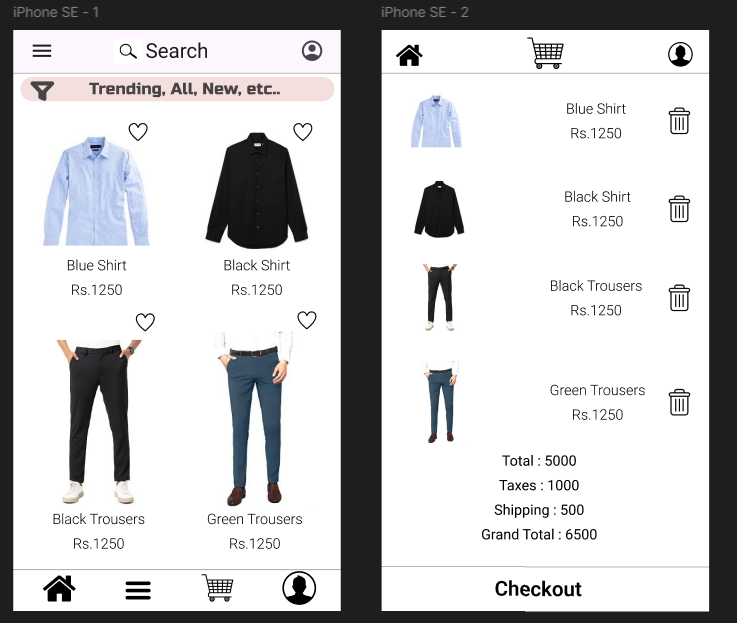 iPhone SE - 1
Search
Trending, All, New, etc..
Blue Shirt
Rs.1250
Black Shirt
Rs.1250
Black Trousers
Rs.1250
Green Trousers
Rs.1250
iPhone SE - 2
Blue Shirt
Rs.1250
Black Shirt
Rs.1250
Black Trousers
Rs.1250
Green Trousers
Rs.1250
Total : 5000
Taxes : 1000
Shipping : 500
Grand Total : 6500
Checkout